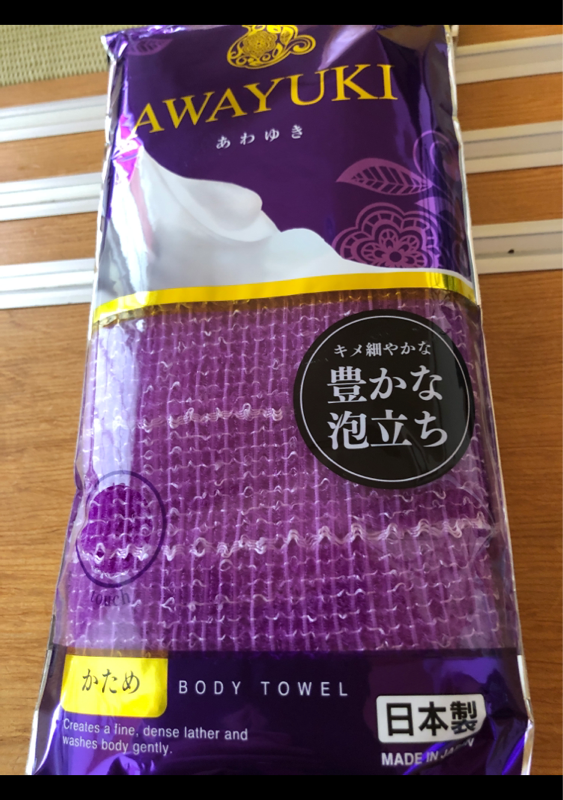 AWAYUKI
あわゆき
キメ細やかな
豊かな
泡立ち
touch
かため
BODY TOWEL
日本製
Creates a fine, dense lather and
washes body gently.
MADE IN JAPAN